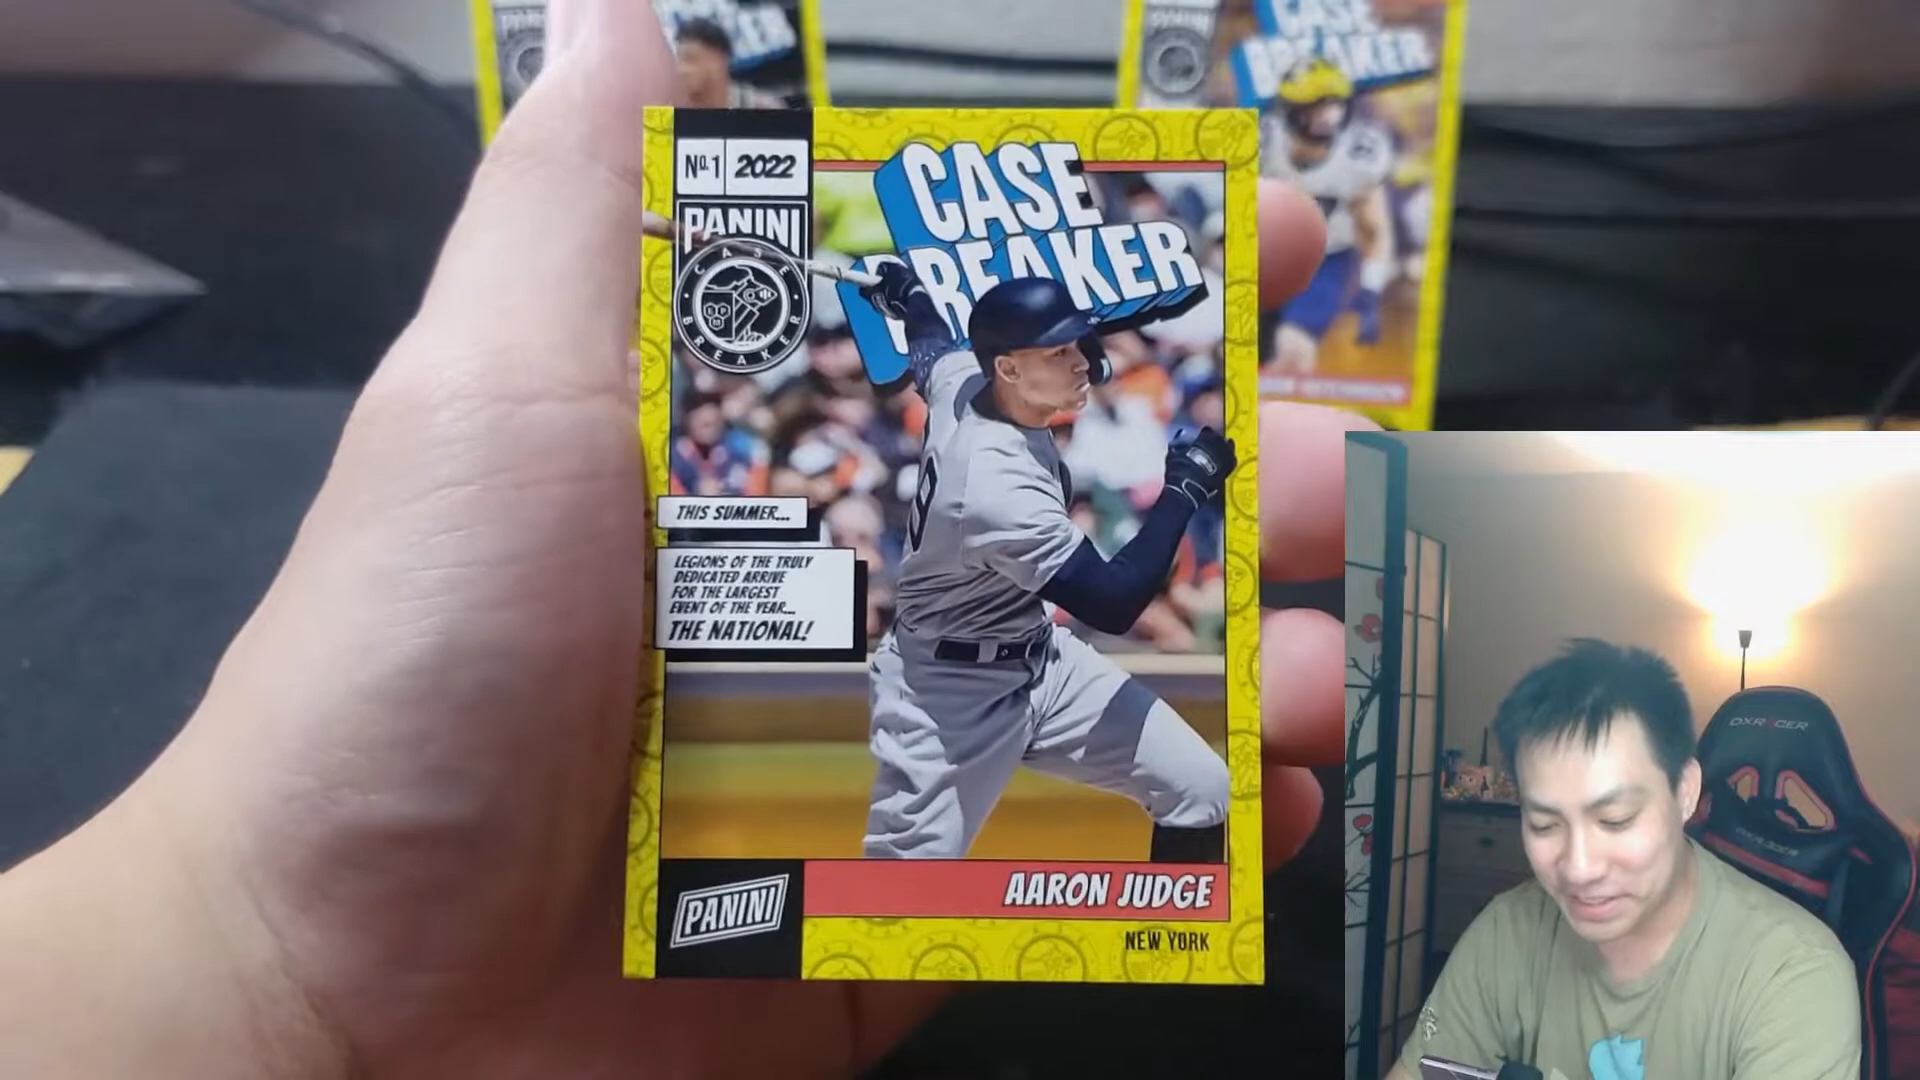 CASE
BREAKER
Nº.1 2022
PANINI
CASE
BREAKER
CASE
BREAKER
THIS SUMMER...
LEGIONS OF THE TRULY
DEDICATED ARRIVE
FOR THE LARGEST
EVENT OF THE YEAR...
THE NATIONAL!
PANINI
AARON JUDGE
NEW YORK
DXRACER